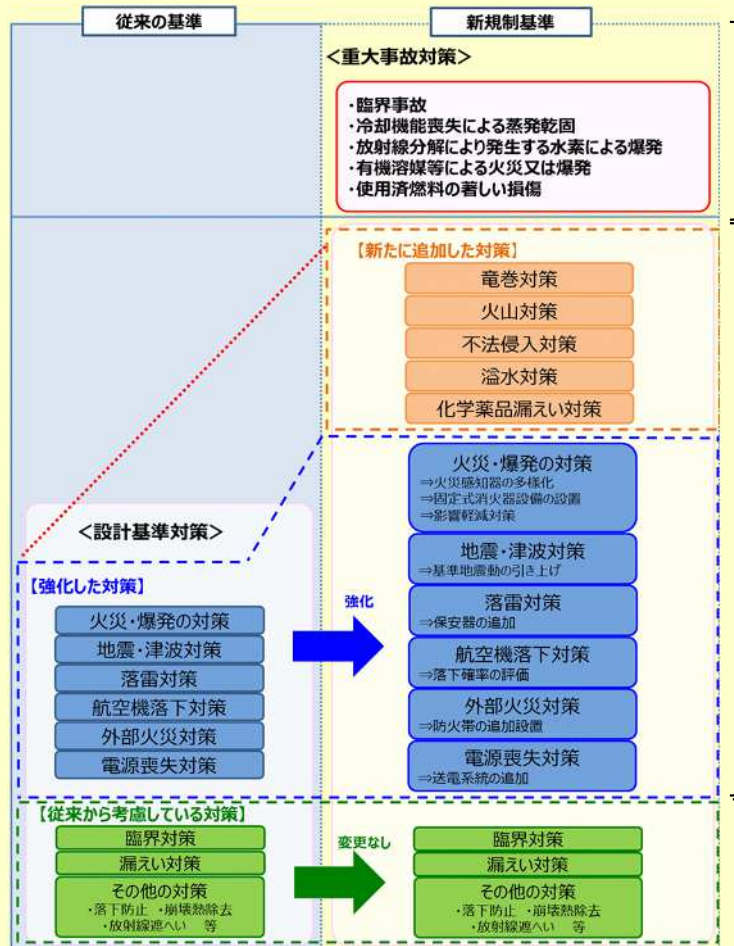 従来の基準
新規制基準
＜重大事故対策＞
・臨界事故
・冷却機能喪失による蒸発乾固
・放射線分解により発生する水素による爆発
・有機溶媒等による火災又は爆発
・使用済燃料の著しい損傷
【新たに追加した対策】
竜巻対策
火山対策
不法侵入対策
溢水対策
化学薬品漏えい対策
＜設計基準対策＞
【強化した対策】
火災・爆発の対策
地震・津波対策
落雷対策
航空機落下対策
外部火災対策
電源喪失対策
強化
火災・爆発の対策
⇒火災感知器の多様化
⇒固定式消火器設備の設置
⇒影響軽減対策
地震・津波対策
⇒基準地震動の引き上げ
落雷対策
⇒保安器の追加
航空機落下対策
⇒落下確率の評価
外部火災対策
⇒防火帯の追加設置
電源喪失対策
⇒送電系統の追加
【従来から考慮している対策】
臨界対策
漏えい対策
その他の対策
・落下防止 ・崩壊熱除去
・放射線遮へい 等
変更なし
臨界対策
漏えい対策
その他の対策
・落下防止 ・崩壊熱除去
・放射線遮へい 等